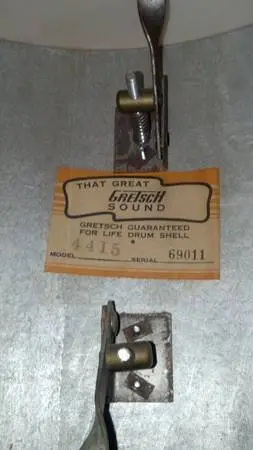 THAT GREAT
GRETSCH
SOUND
GRETSCH GUARANTEED
FOR LIFE DRUM SHELL
4415
MODEL SERIAL 69011